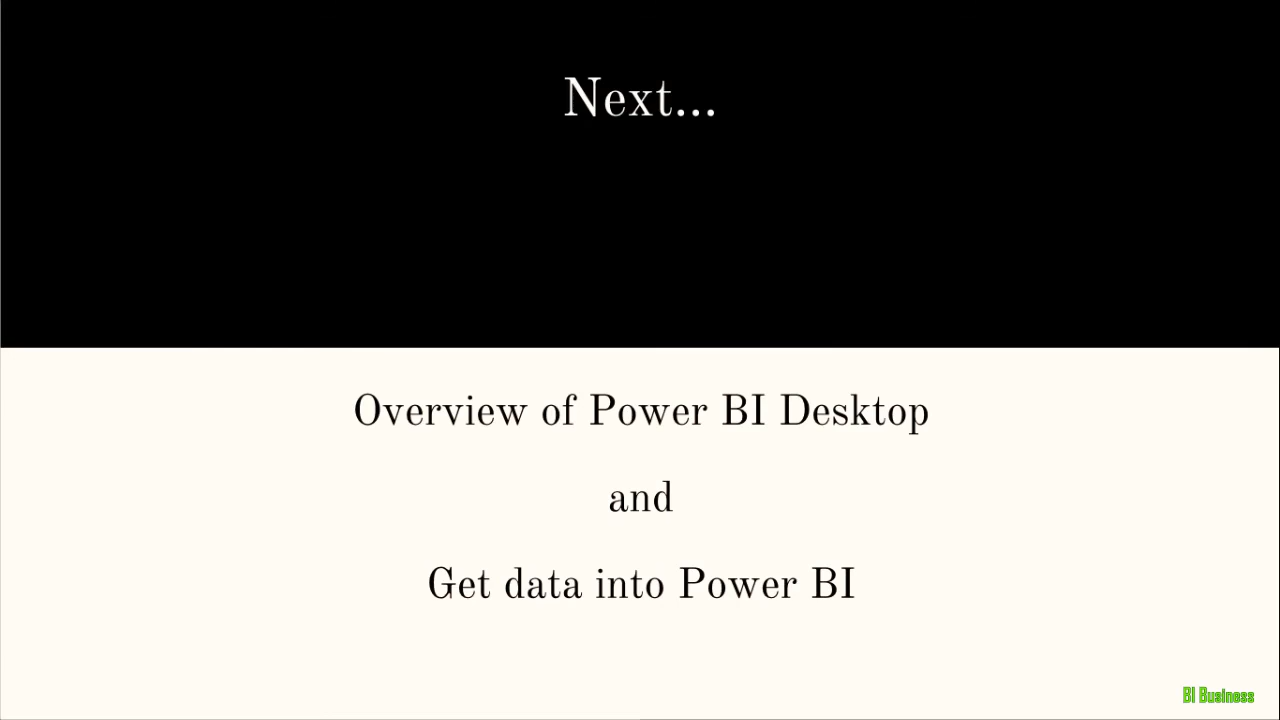 Next...
Overview of Power BI Desktop
and
Get data into Power BI
BI Business